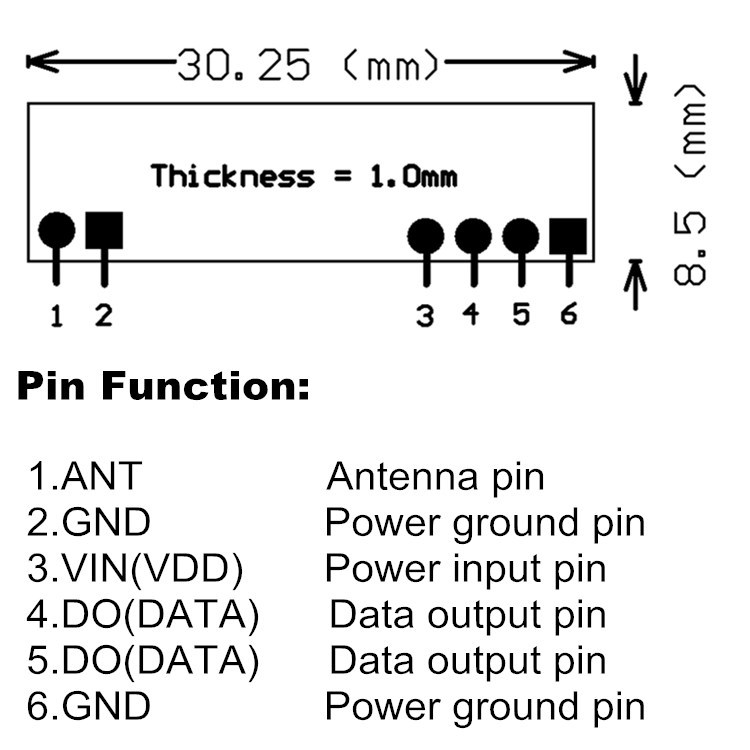 30.25 (mm)
Thickness = 1.0mm
8.5 (mm)
1 2 3 4 5 6
Pin Function:
1.ANT Antenna pin
2.GND Power ground pin
3.VIN(VDD) Power input pin
4.DO(DATA) Data output pin
5.DO(DATA) Data output pin
6.GND Power ground pin